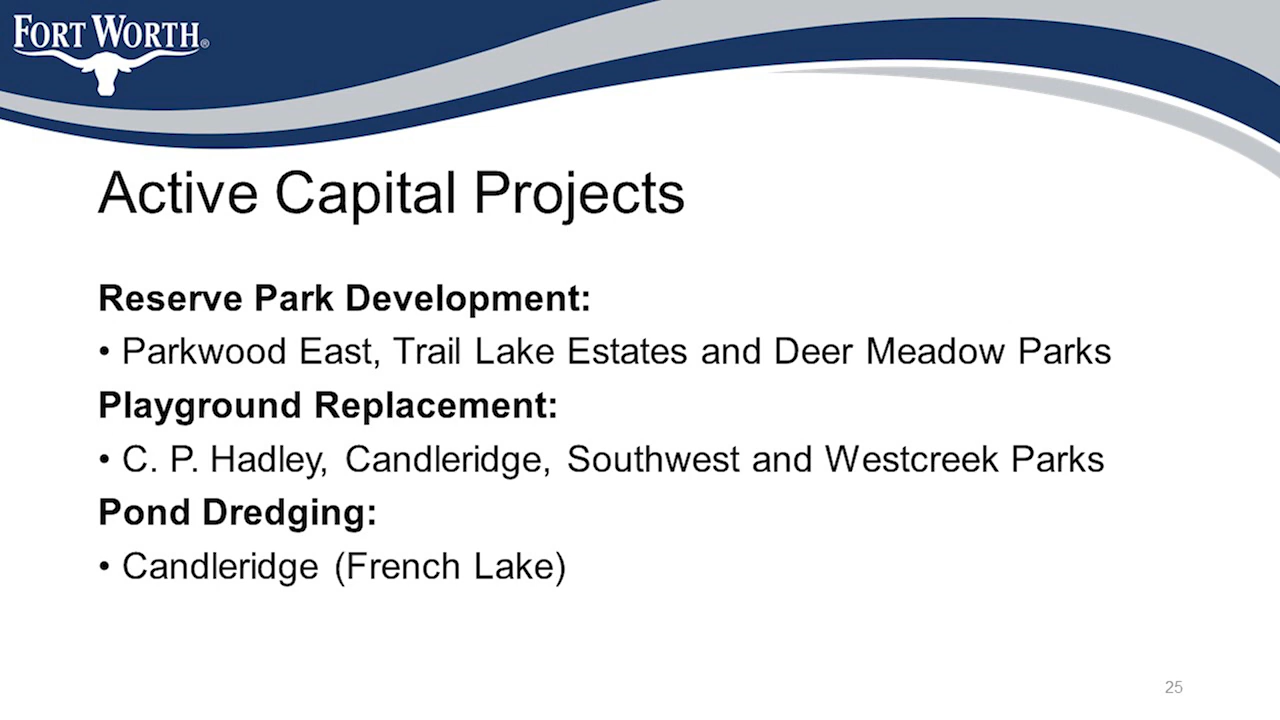 FORT WORTH®
Active Capital Projects
Reserve Park Development:
• Parkwood East, Trail Lake Estates and Deer Meadow Parks
Playground Replacement:
• C. P. Hadley, Candleridge, Southwest and Westcreek Parks
Pond Dredging:
• Candleridge (French Lake)
25